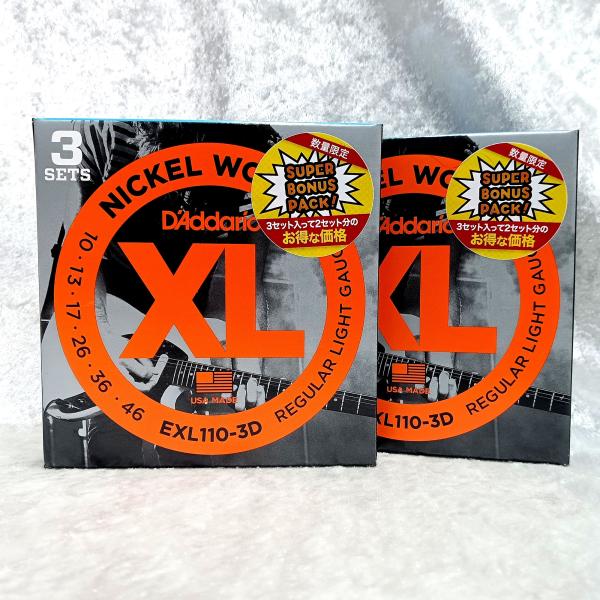 3
SETS
NICKEL WO
D'Addario
XL
10 · 13 · 17 · 26 · 36 · 46
USA MADE
EXL110-3D
REGULAR LIGHT GAUG
数量限定
SUPER
BONUS
PACK!
3セット入って2セット分の
お得な価格
NICKEL WO
D'Addario
XL
USA MADE
EXL110-3D
REGULAR LIGHT GAUG
数量限定
SUPER
BONUS
PACK!
3セット入って2セット分の
お得な価格